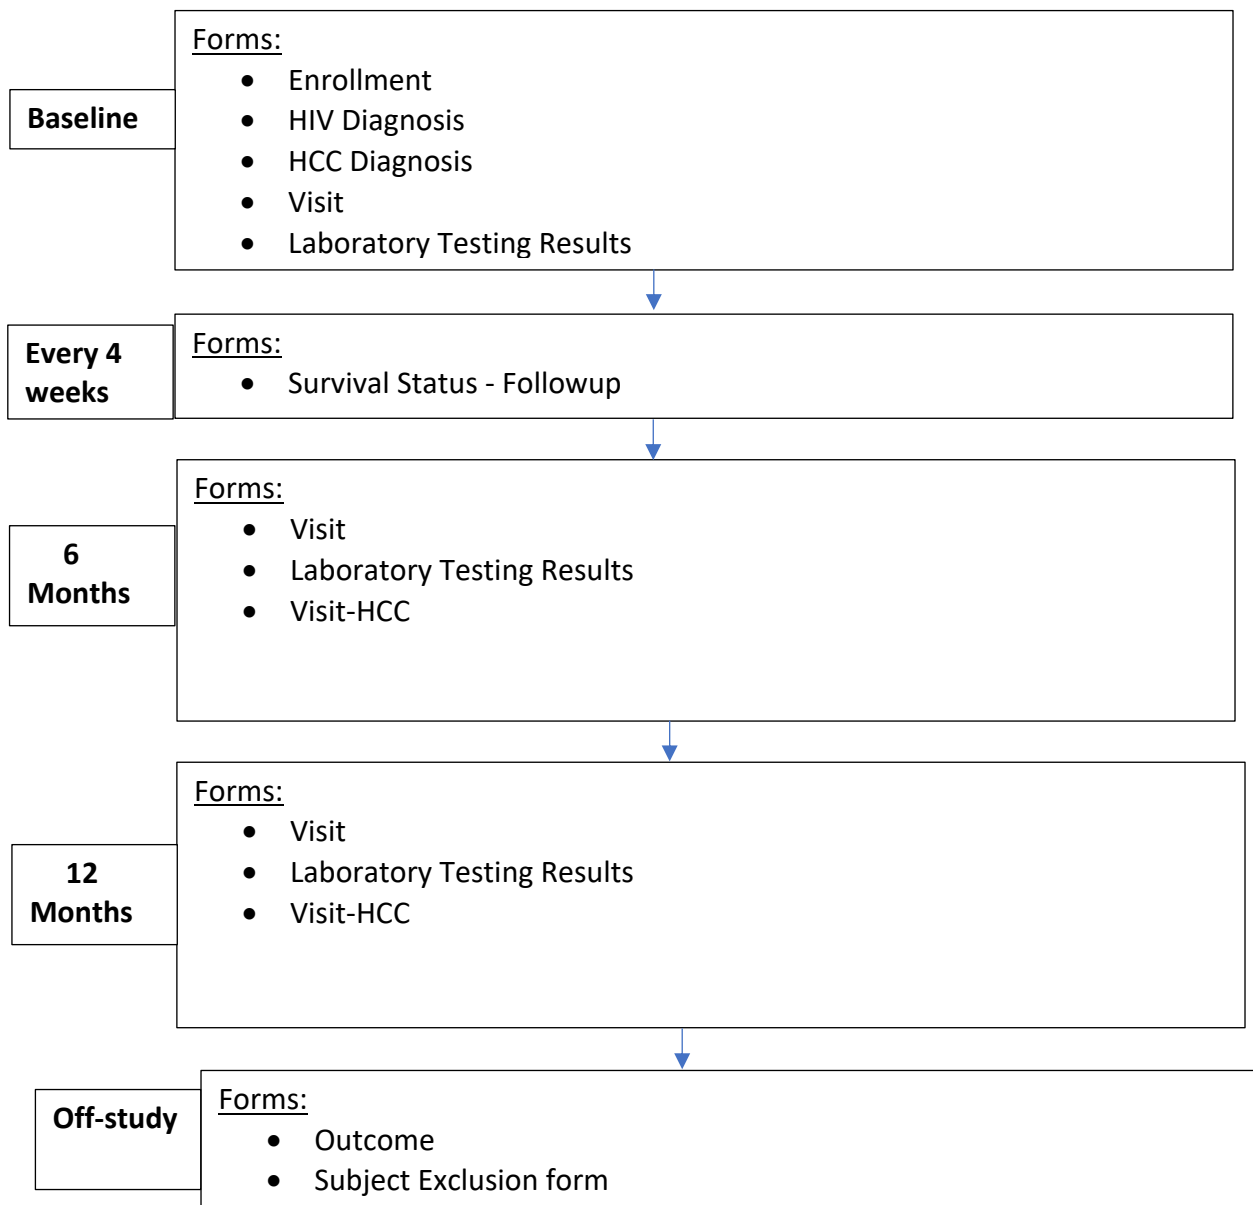 Forms:
• Enrollment
Baseline
• HIV Diagnosis
• HCC Diagnosis
• Visit
• Laboratory Testing Results
Every 4
weeks
Forms:
• Survival Status - Followup
6
Months
Forms:
• Visit
• Laboratory Testing Results
• Visit-HCC
12
Months
Forms:
• Visit
• Laboratory Testing Results
• Visit-HCC
Off-study
Forms:
• Outcome
• Subject Exclusion form